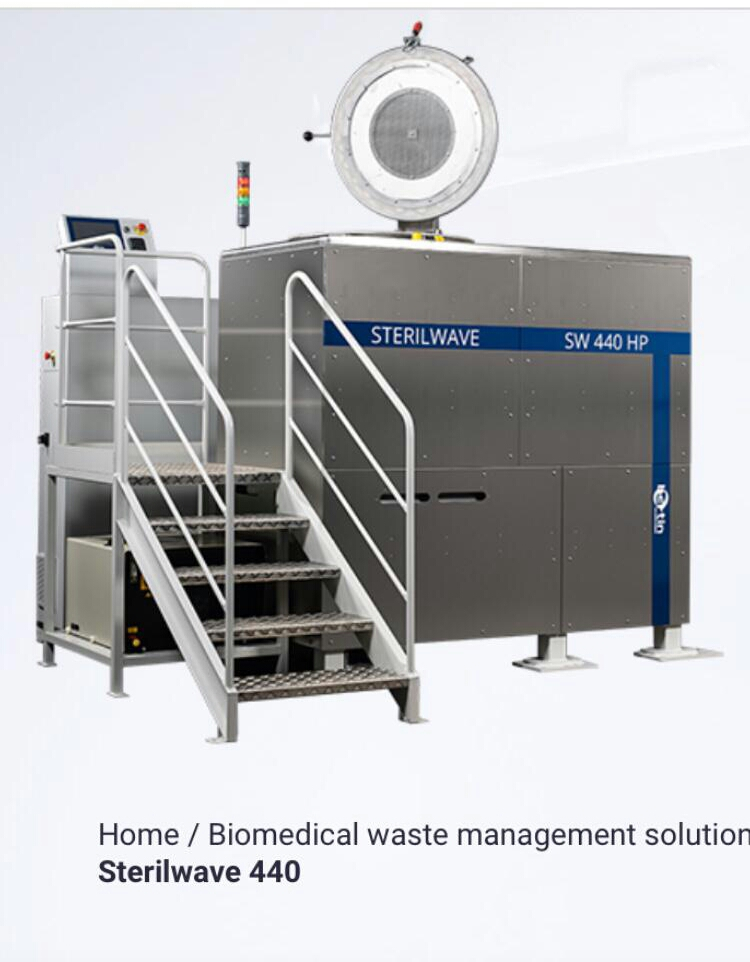 STERILWAVE
SW 440 HP
Home / Biomedical waste management solution
Sterilwave 440